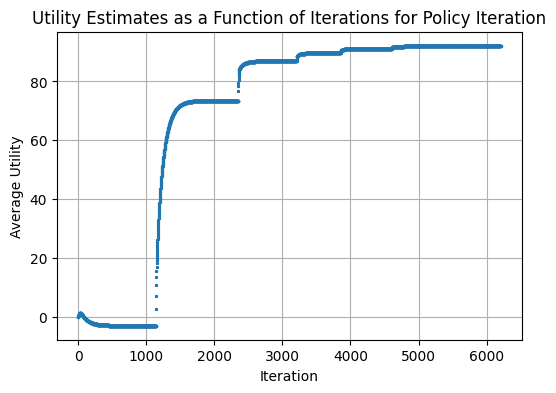 Utility Estimates as a Function of Iterations for Policy Iteration
80
60
40
20
0
Average Utility
0 1000 2000 3000 4000 5000 6000
Iteration